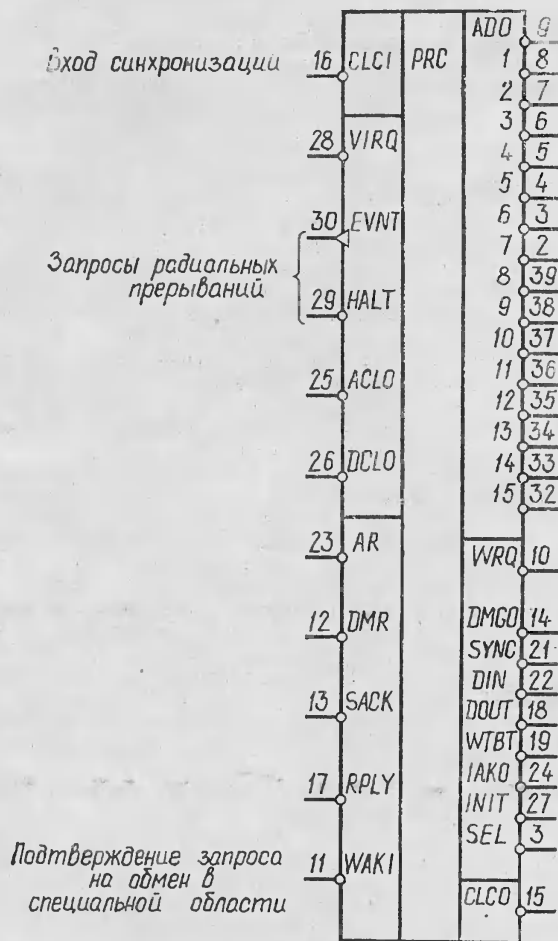 Вход синхронизации 16 CLCI PRC
AD0 9
1 8
2 7
3 6
28 VIRQ
4 5
5 4
30 EVNT
6 3
7 2
Запросы радиальных
прерываний
8 39
29 HALT
9 38
10 37
11 36
25 ACLO
12 35
13 34
26 DCLO
14 33
15 32
23 AR
WRQ 10
12 DMR
DMGO 14
SYNC 21
DIN 22
13 SACK
DOUT 18
WTBT 19
17 RPLY
IAKO 24
INIT 27
SEL 3
Подтверждение запроса
на обмен в
специальной области
11 WAKI
CLCO 15